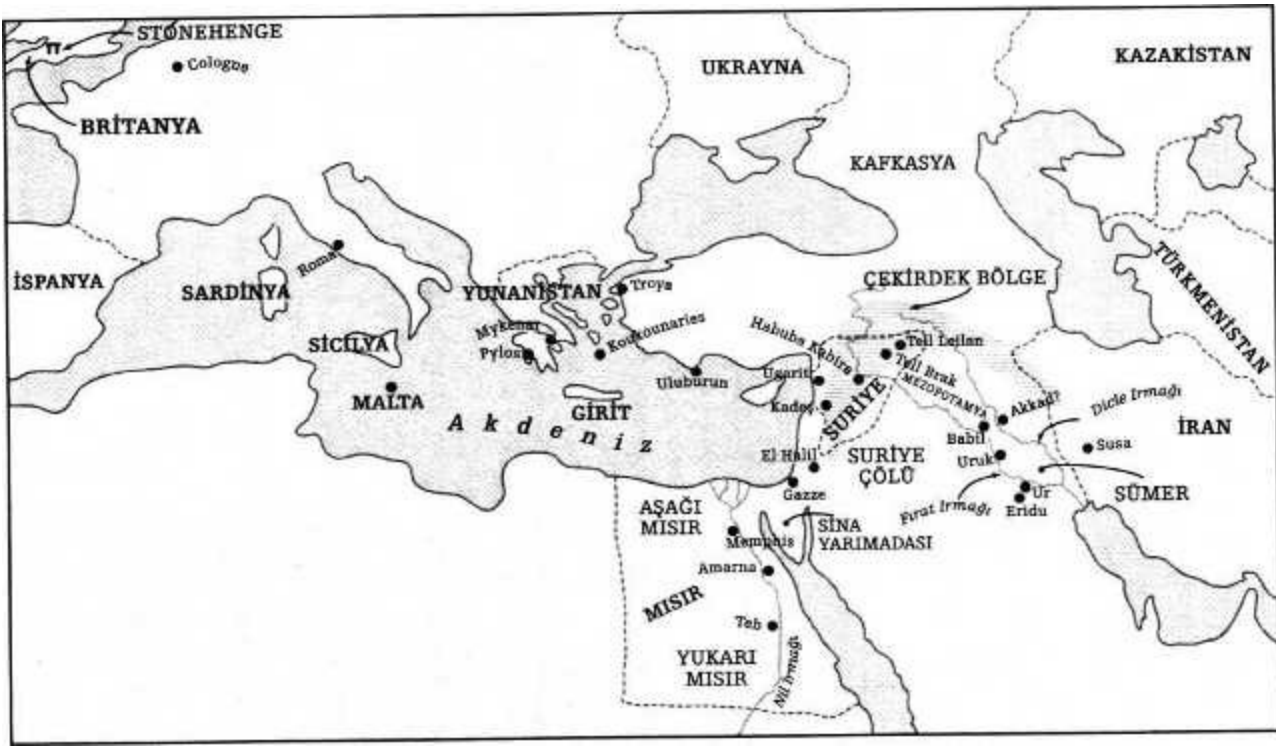 STONEHENGE
Cologne
BRİTANYA
UKRAYNA
KAZAKİSTAN
KAFKASYA
İSPANYA
SARDİNYA
Roma
YUNANİSTAN
Troya
ÇEKİRDEK BÖLGE
TÜRKMENİSTAN
SİCİLYA
Mykenai
Pylos
Koukounaries
Habuba Kabira
Tell Leilan
Tell Brak
Uluburun
Ugarit
MEZOPOTAMYA
MALTA
GİRİT
Akdeniz
Kadeş
SURİYE
Akkad?
Dicle Irmağı
İRAN
Babil
Susa
El Halil
SURİYE
ÇÖLÜ
Uruk
Gazze
Ur
SÜMER
Fırat Irmağı
Eridu
AŞAĞI
MISIR
SİNA
YARIMADASI
Memphis
Amarna
MISIR
Teb
YUKARI
MISIR
Nil Irmağı